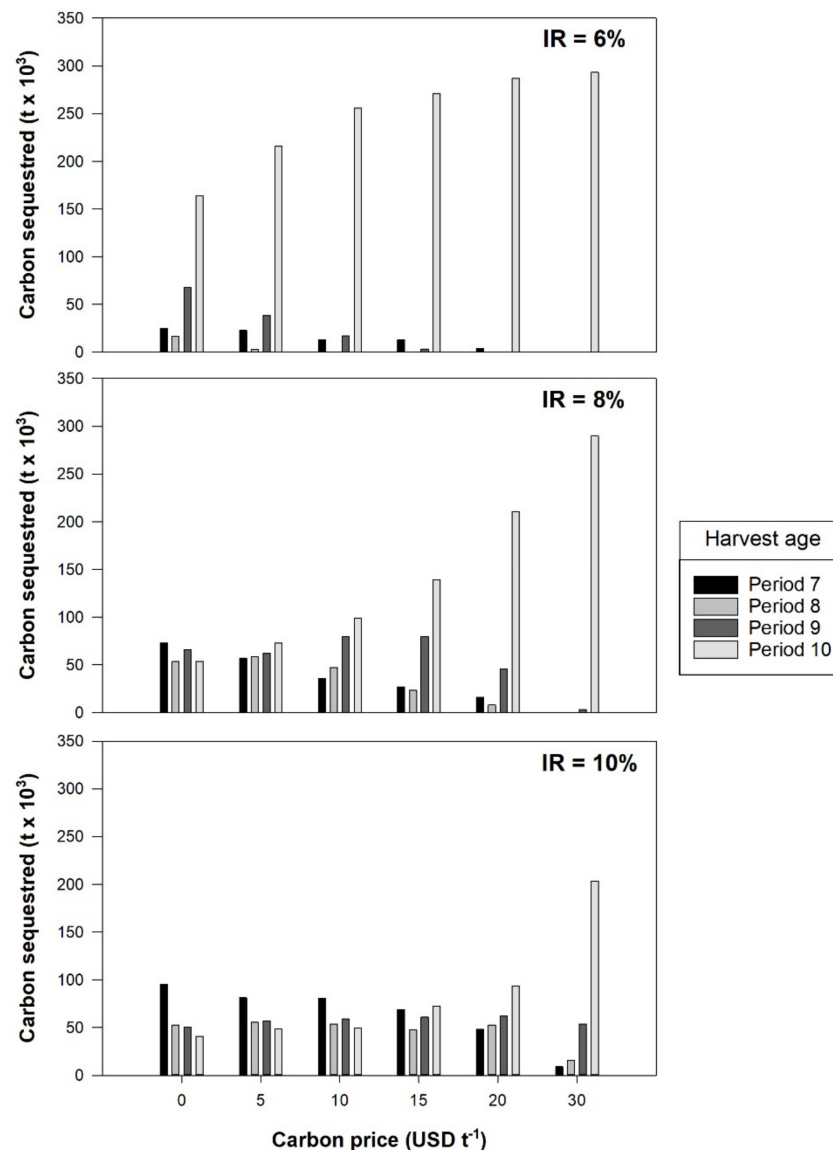 IR = 6%
Carbon sequestred (t x 10³)
350
300
250
200
150
100
50
0
IR = 8%
Carbon sequestred (t x 10³)
350
300
250
200
150
100
50
0
Harvest age
Period 7
Period 8
Period 9
Period 10
IR = 10%
Carbon sequestred (t x 10³)
350
300
250
200
150
100
50
0
0 5 10 15 20 30
Carbon price (USD t⁻¹)